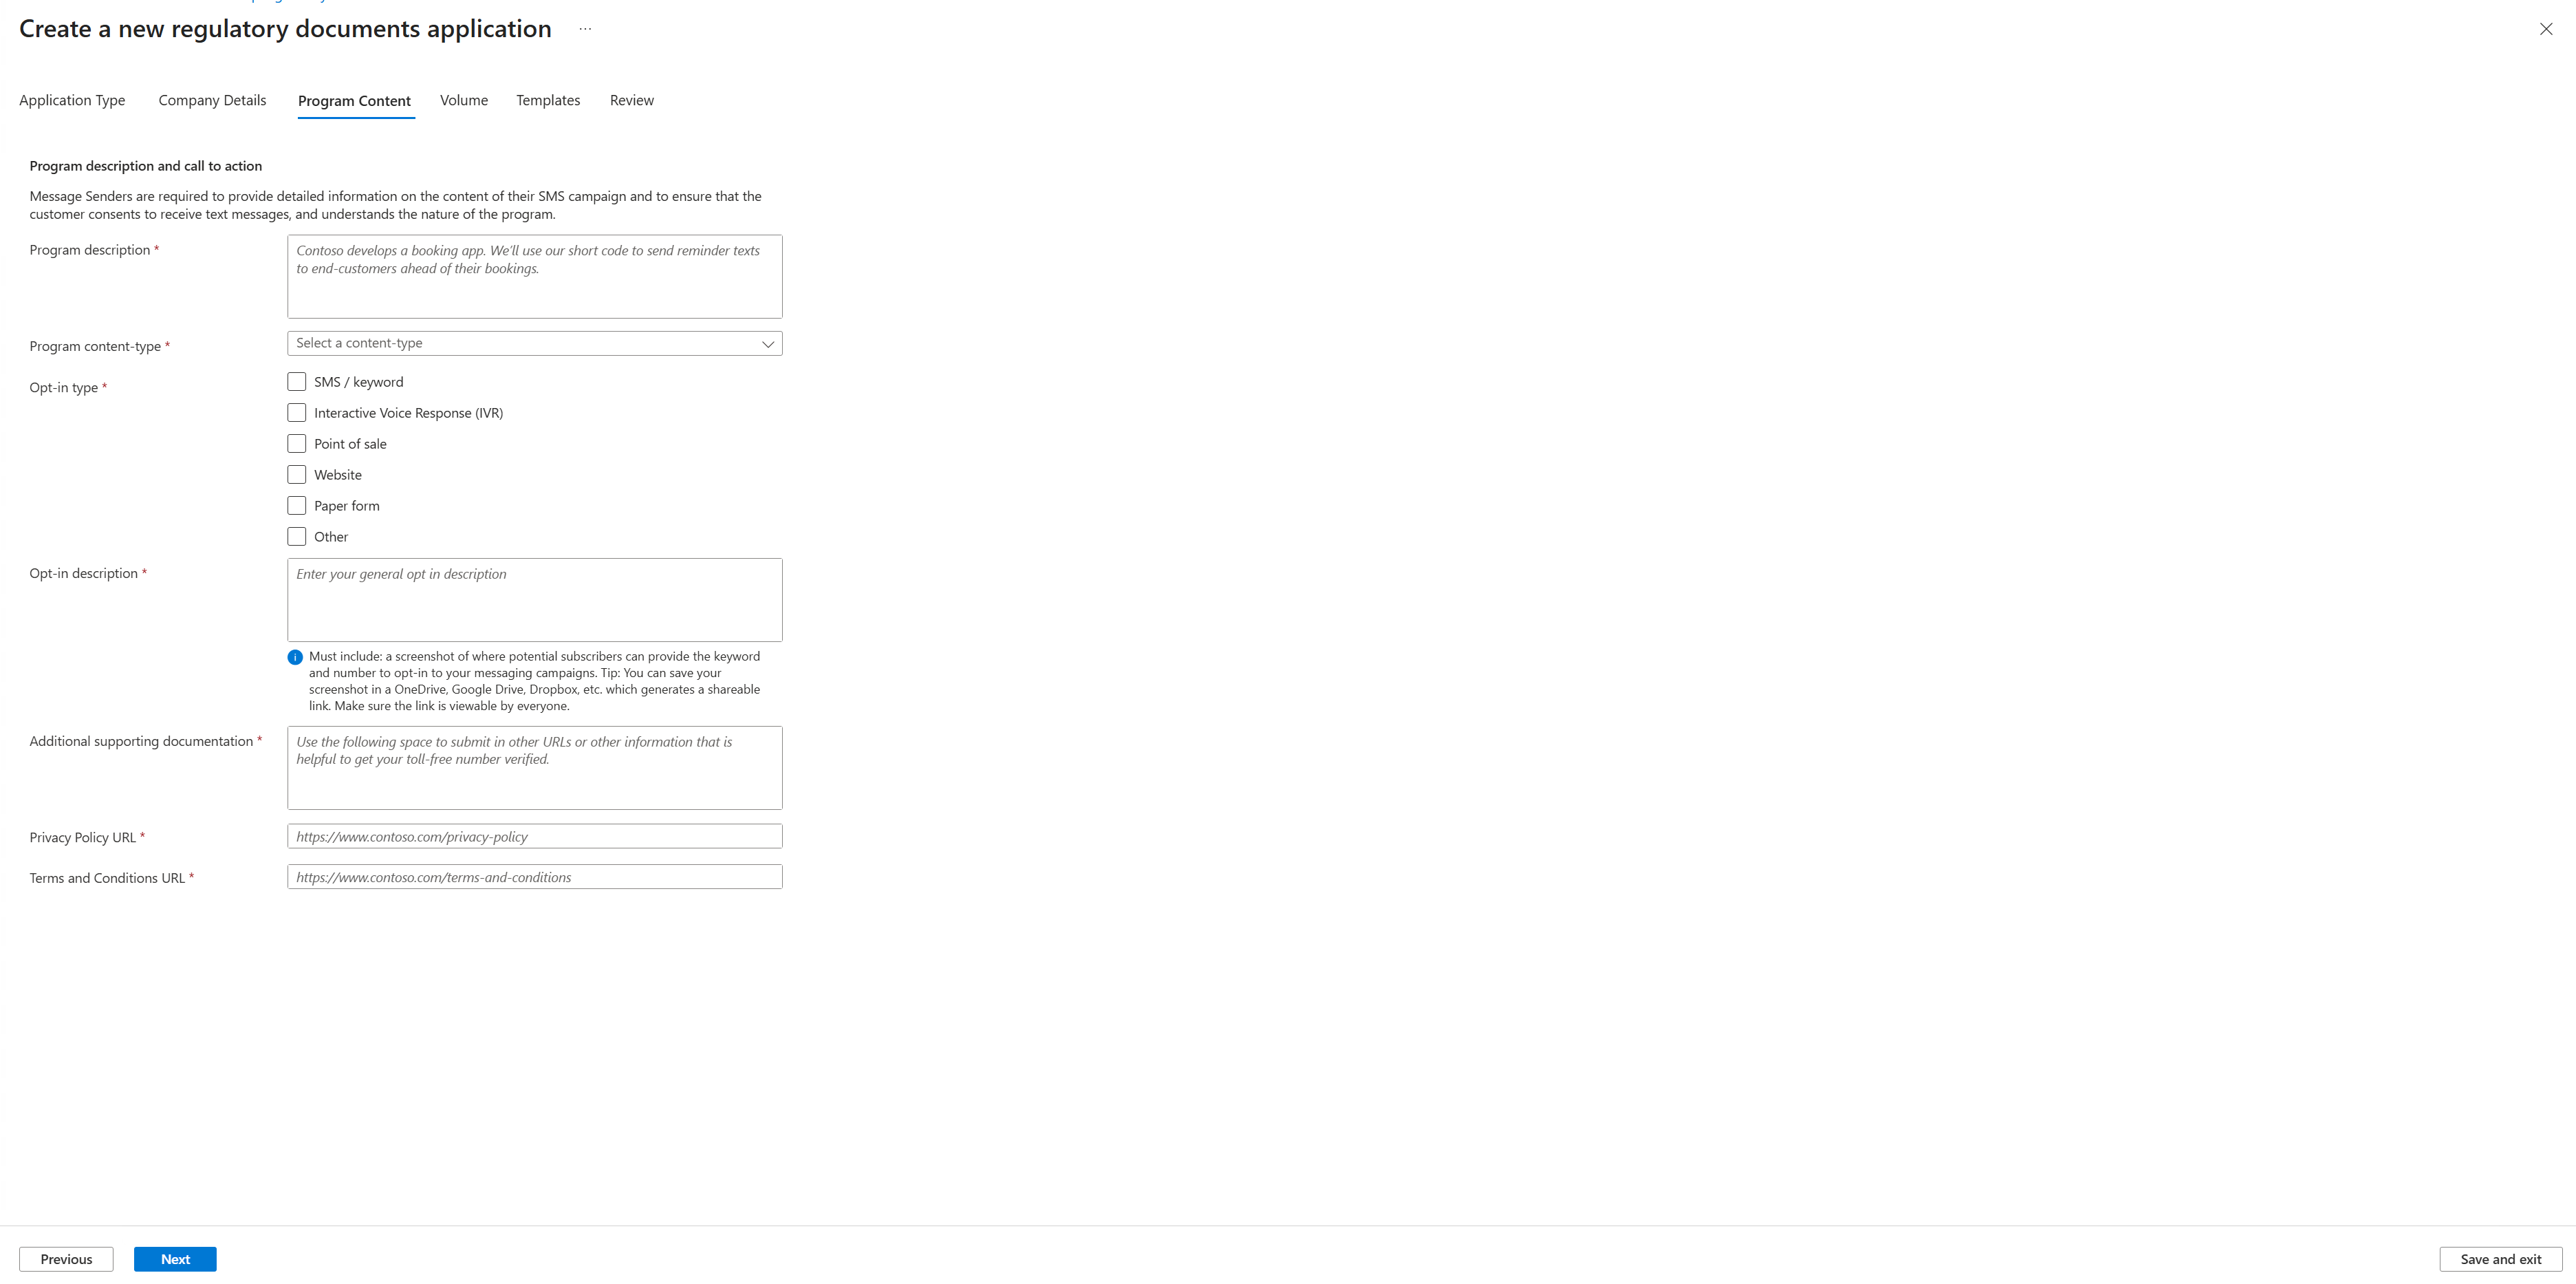 Create a new regulatory documents application ...
Application Type Company Details Program Content Volume Templates Review
Program description and call to action
Message Senders are required to provide detailed information on the content of their SMS campaign and to ensure that the
customer consents to receive text messages, and understands the nature of the program.
Program description *
Contoso develops a booking app. We'll use our short code to send reminder texts
to end-customers ahead of their bookings.
Program content-type *
Select a content-type
Opt-in type *
SMS / keyword
Interactive Voice Response (IVR)
Point of sale
Website
Paper form
Other
Opt-in description *
Enter your general opt in description
Must include: a screenshot of where potential subscribers can provide the keyword
and number to opt-in to your messaging campaigns. Tip: You can save your
screenshot in a OneDrive, Google Drive, Dropbox, etc. which generates a shareable
link. Make sure the link is viewable by everyone.
Additional supporting documentation *
Use the following space to submit in other URLs or other information that is
helpful to get your toll-free number verified.
Privacy Policy URL *
https://www.contoso.com/privacy-policy
Terms and Conditions URL *
https://www.contoso.com/terms-and-conditions
Previous Next Save and exit